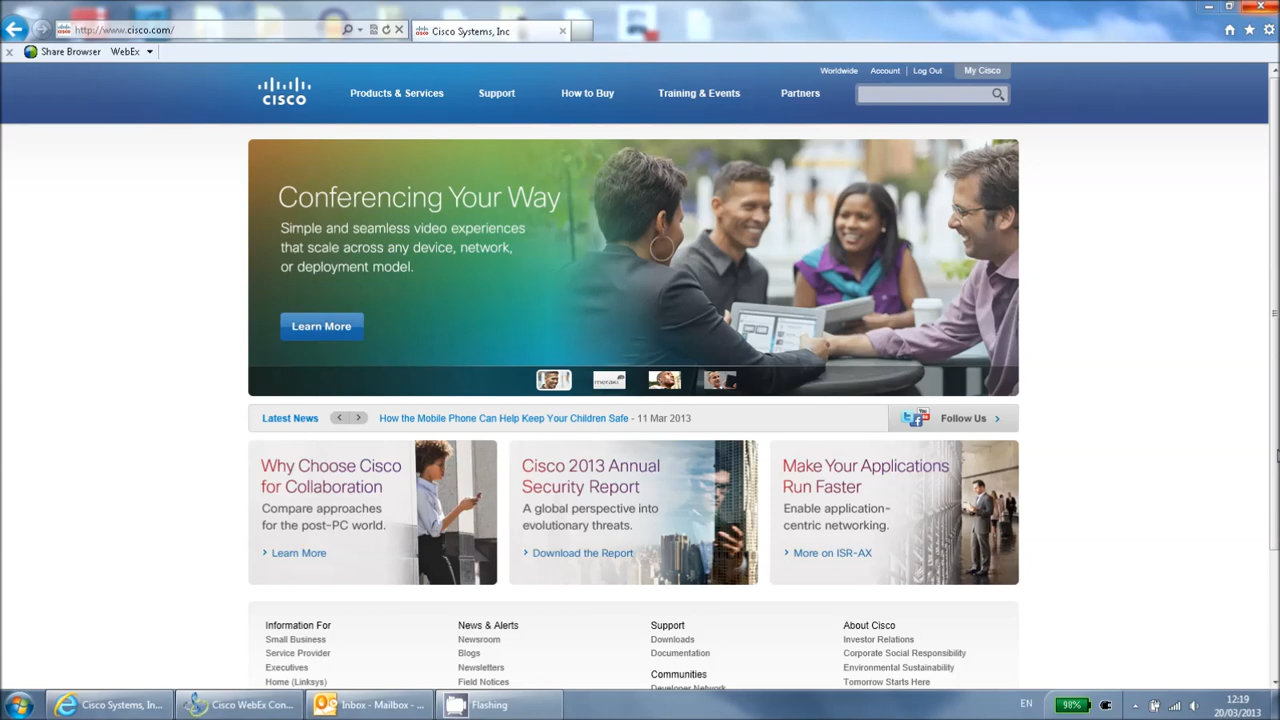 http://www.cisco.com/
Cisco Systems, Inc
Share Browser WebEx
Worldwide Account Log Out My Cisco
CISCO
Products & Services Support How to Buy Training & Events Partners
Conferencing Your Way
Simple and seamless video experiences
that scale across any device, network,
or deployment model.
Learn More
meraki
Latest News How the Mobile Phone Can Help Keep Your Children Safe - 11 Mar 2013
Follow Us
Why Choose Cisco
for Collaboration
Compare approaches
for the post-PC world.
Learn More
Cisco 2013 Annual
Security Report
A global perspective into
evolutionary threats.
Download the Report
Make Your Applications
Run Faster
Enable application-
centric networking.
More on ISR-AX
Information For
Small Business
Service Provider
Executives
Home (Linksys)
News & Alerts
Newsroom
Blogs
Newsletters
Field Notices
Support
Downloads
Documentation
Communities
Developer Network
About Cisco
Investor Relations
Corporate Social Responsibility
Environmental Sustainability
Tomorrow Starts Here
Cisco Systems, In...
Cisco WebEx Con...
Inbox - Mailbox - ...
Flashing
EN
98%
12:19
20/03/2013